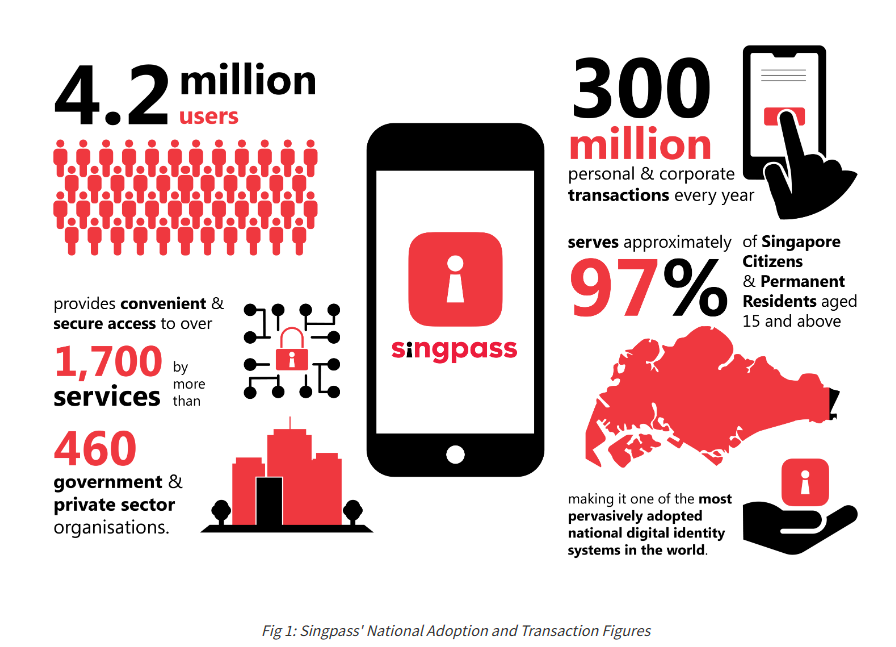 4.2 million
users
provides convenient &
secure access to over
1,700
services
by
more
than
460
government &
private sector
organisations.
singpass
300
million
personal & corporate
transactions every year
serves approximately
97%
of Singapore
Citizens
& Permanent
Residents aged
15 and above
making it one of the most
pervasively adopted
national digital identity
systems in the world.
Fig 1: Singpass' National Adoption and Transaction Figures